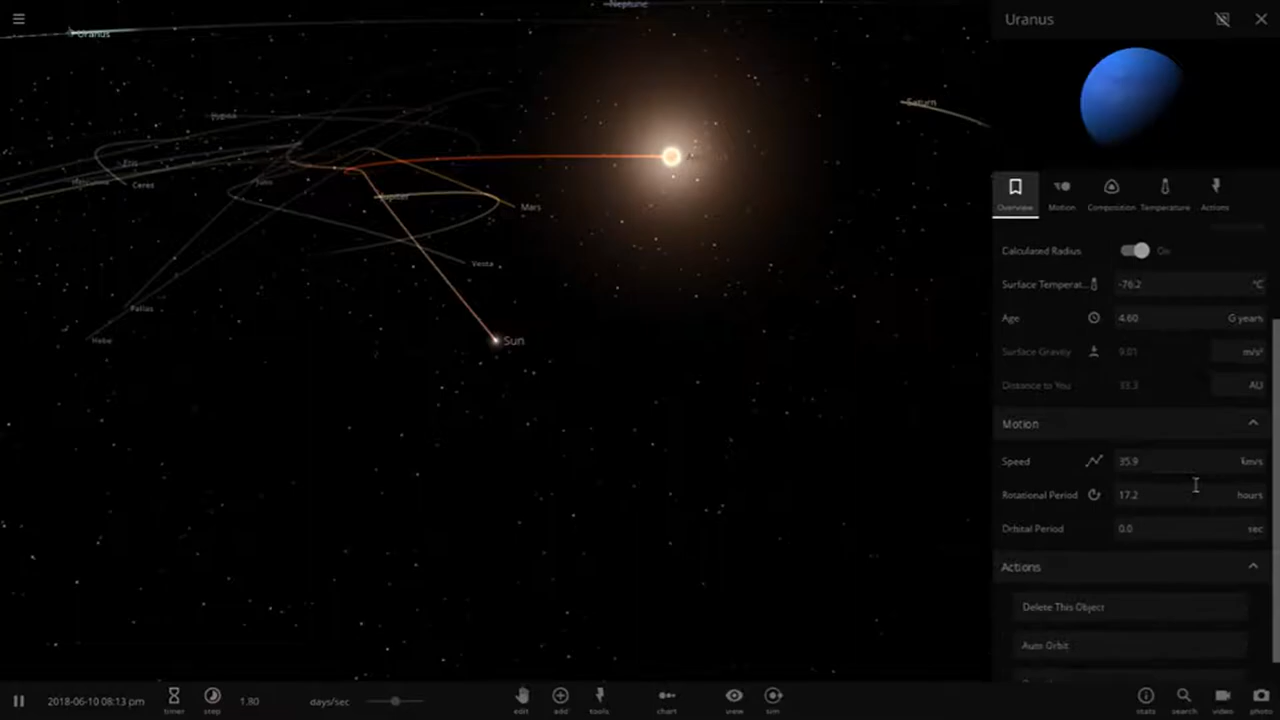 Neptune
Uranus
Uranus
Saturn
Eris
Ceres
Juno
Jupiter
Mars
Vesta
Pallas
Hebe
Sun
Overview
Motion
Composition
Temperature
Actions
Calculated Radius On
Surface Temperat... -76.2 °C
Age 4.60 G years
Surface Gravity 9.01 m/s²
Distance to You 33.3 AU
Motion
Speed 35.9 km/s
Rotational Period 17.2 hours
Orbital Period 0.0 sec
Actions
Delete This Object
Auto Orbit
2018-06-10 08:13 pm
timer
step
1.80 days/sec
edit
add
tools
chart
view
sim
stats
search
video
photo